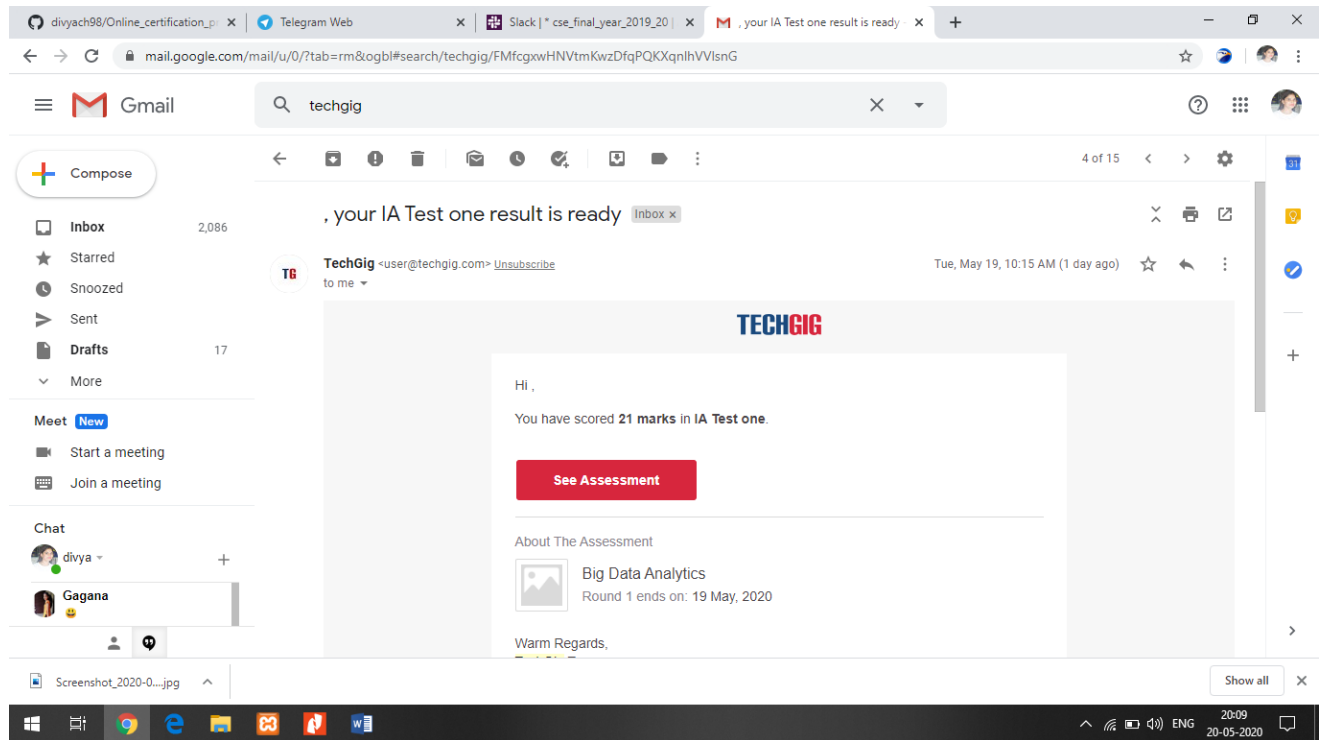 divyach98/Online_certification_pr
Telegram Web
Slack | * cse_final_year_2019_20 |
, your IA Test one result is ready -
mail.google.com/mail/u/0/?tab=rm&ogbl#search/techgig/FMfcgxwHNVtmKwzDfqPQKXqnlhVVlsnG
Gmail
techgig
Compose
4 of 15
31
, your IA Test one result is ready Inbox x
Inbox 2,086
Starred
Snoozed
Sent
Drafts 17
More
TG
TechGig <user@techgig.com> Unsubscribe
Tue, May 19, 10:15 AM (1 day ago)
to me
TECHGIG
Hi ,
You have scored 21 marks in IA Test one.
See Assessment
About The Assessment
Big Data Analytics
Round 1 ends on: 19 May, 2020
Warm Regards,
Meet New
Start a meeting
Join a meeting
Chat
divya
Gagana
Screenshot_2020-0....jpg
Show all
ENG
20:09
20-05-2020